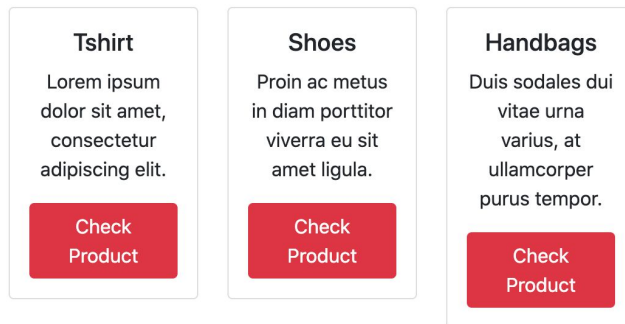 Tshirt
Lorem ipsum
dolor sit amet,
consectetur
adipiscing elit.
Check
Product
Shoes
Proin ac metus
in diam porttitor
viverra eu sit
amet ligula.
Check
Product
Handbags
Duis sodales dui
vitae urna
varius, at
ullamcorper
purus tempor.
Check
Product